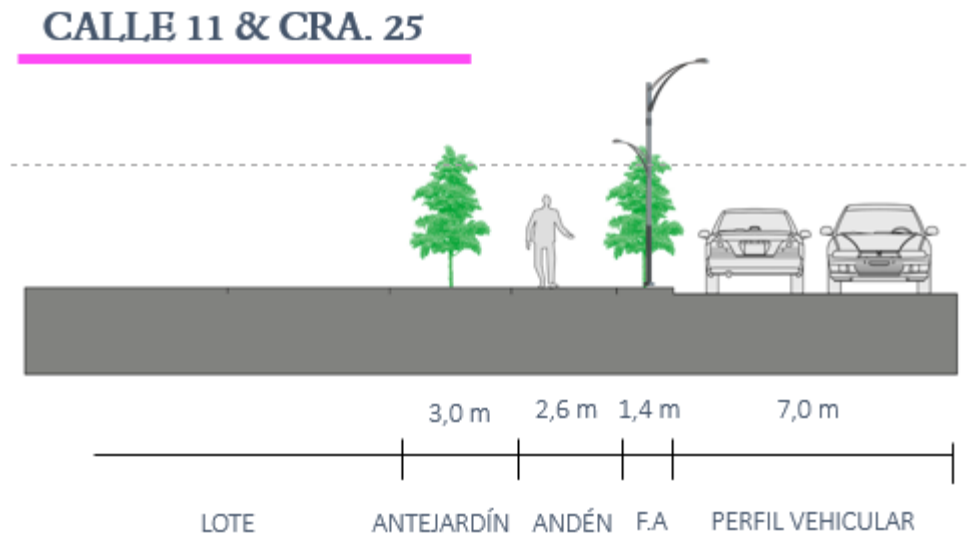 CALLE 11 & CRA. 25
3,0 m 2,6 m 1,4 m 7,0 m
LOTE ANTEJARDÍN ANDÉN F.A PERFIL VEHICULAR